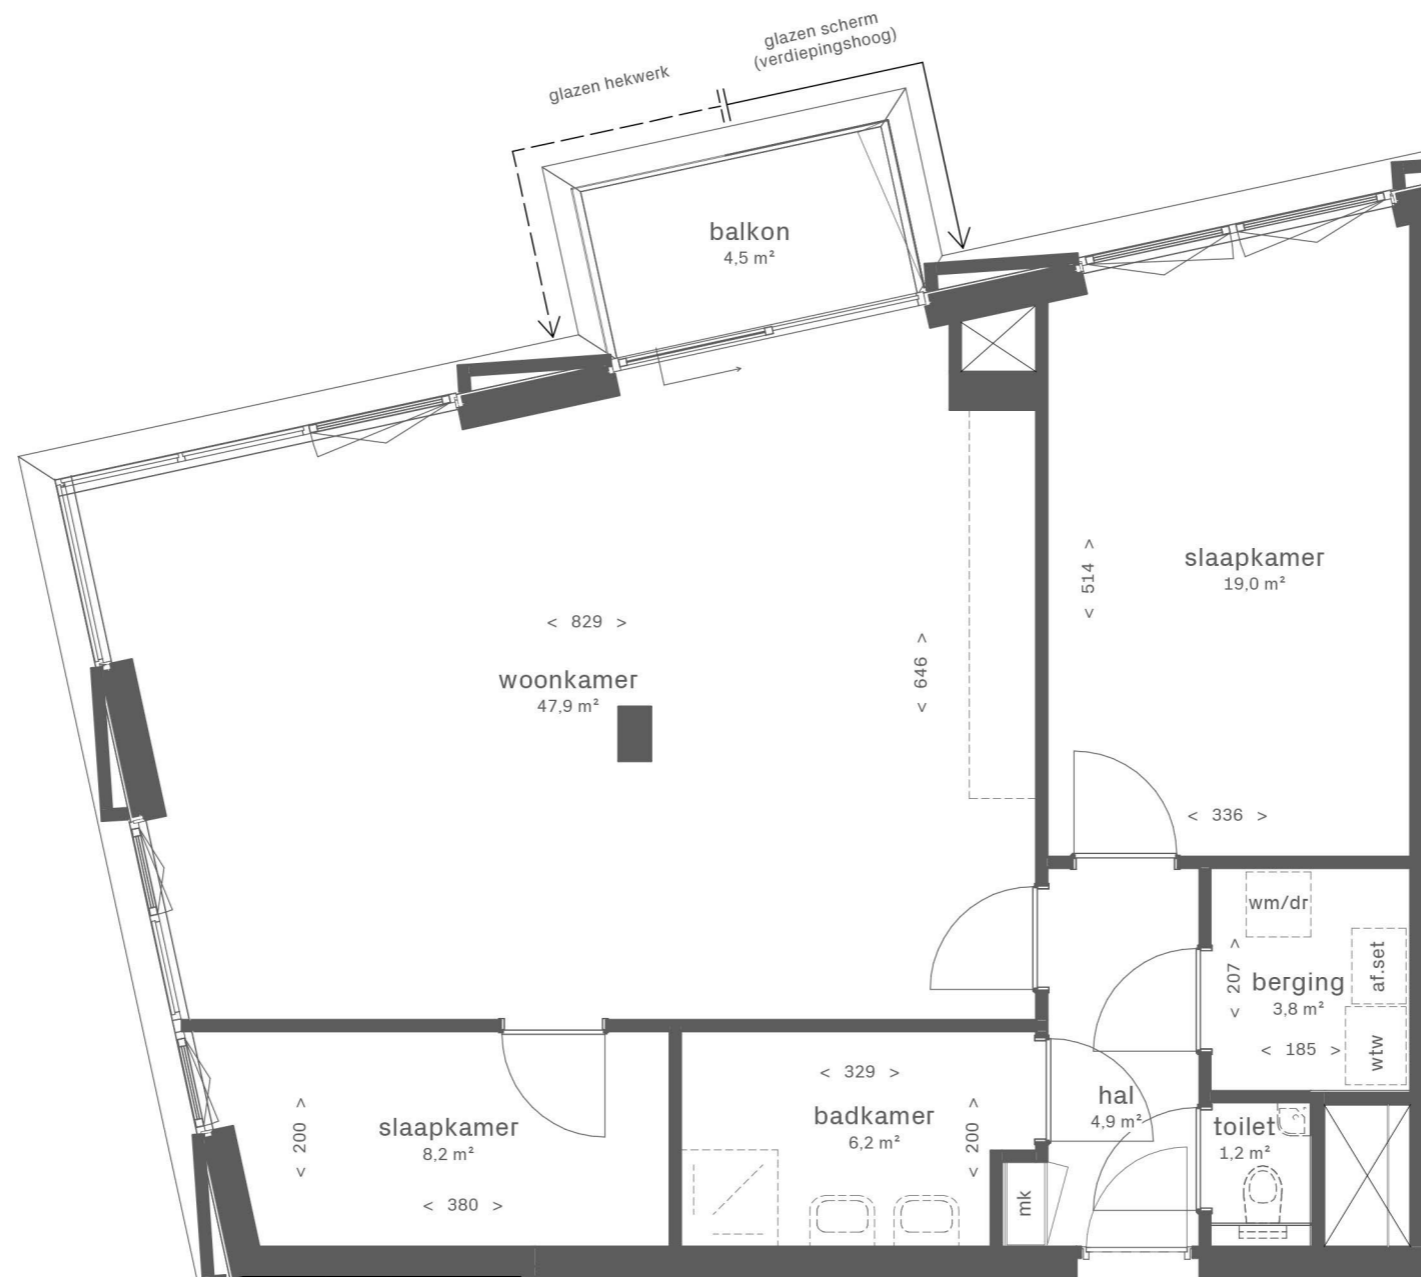 glazen scherm
(verdiepingshoog)
glazen hekwerk
balkon
4,5 m²
slaapkamer
19,0 m²
< 514 >
< 829 >
woonkamer
47,9 m²
< 646 >
< 336 >
wm/dr
af.set
< 207 >
berging
3,8 m²
< 185 >
wtw
< 329 >
hal
4,9 m²
badkamer
6,2 m²
< 200 >
slaapkamer
8,2 m²
< 200 >
< 380 >
toilet
1,2 m²
mk